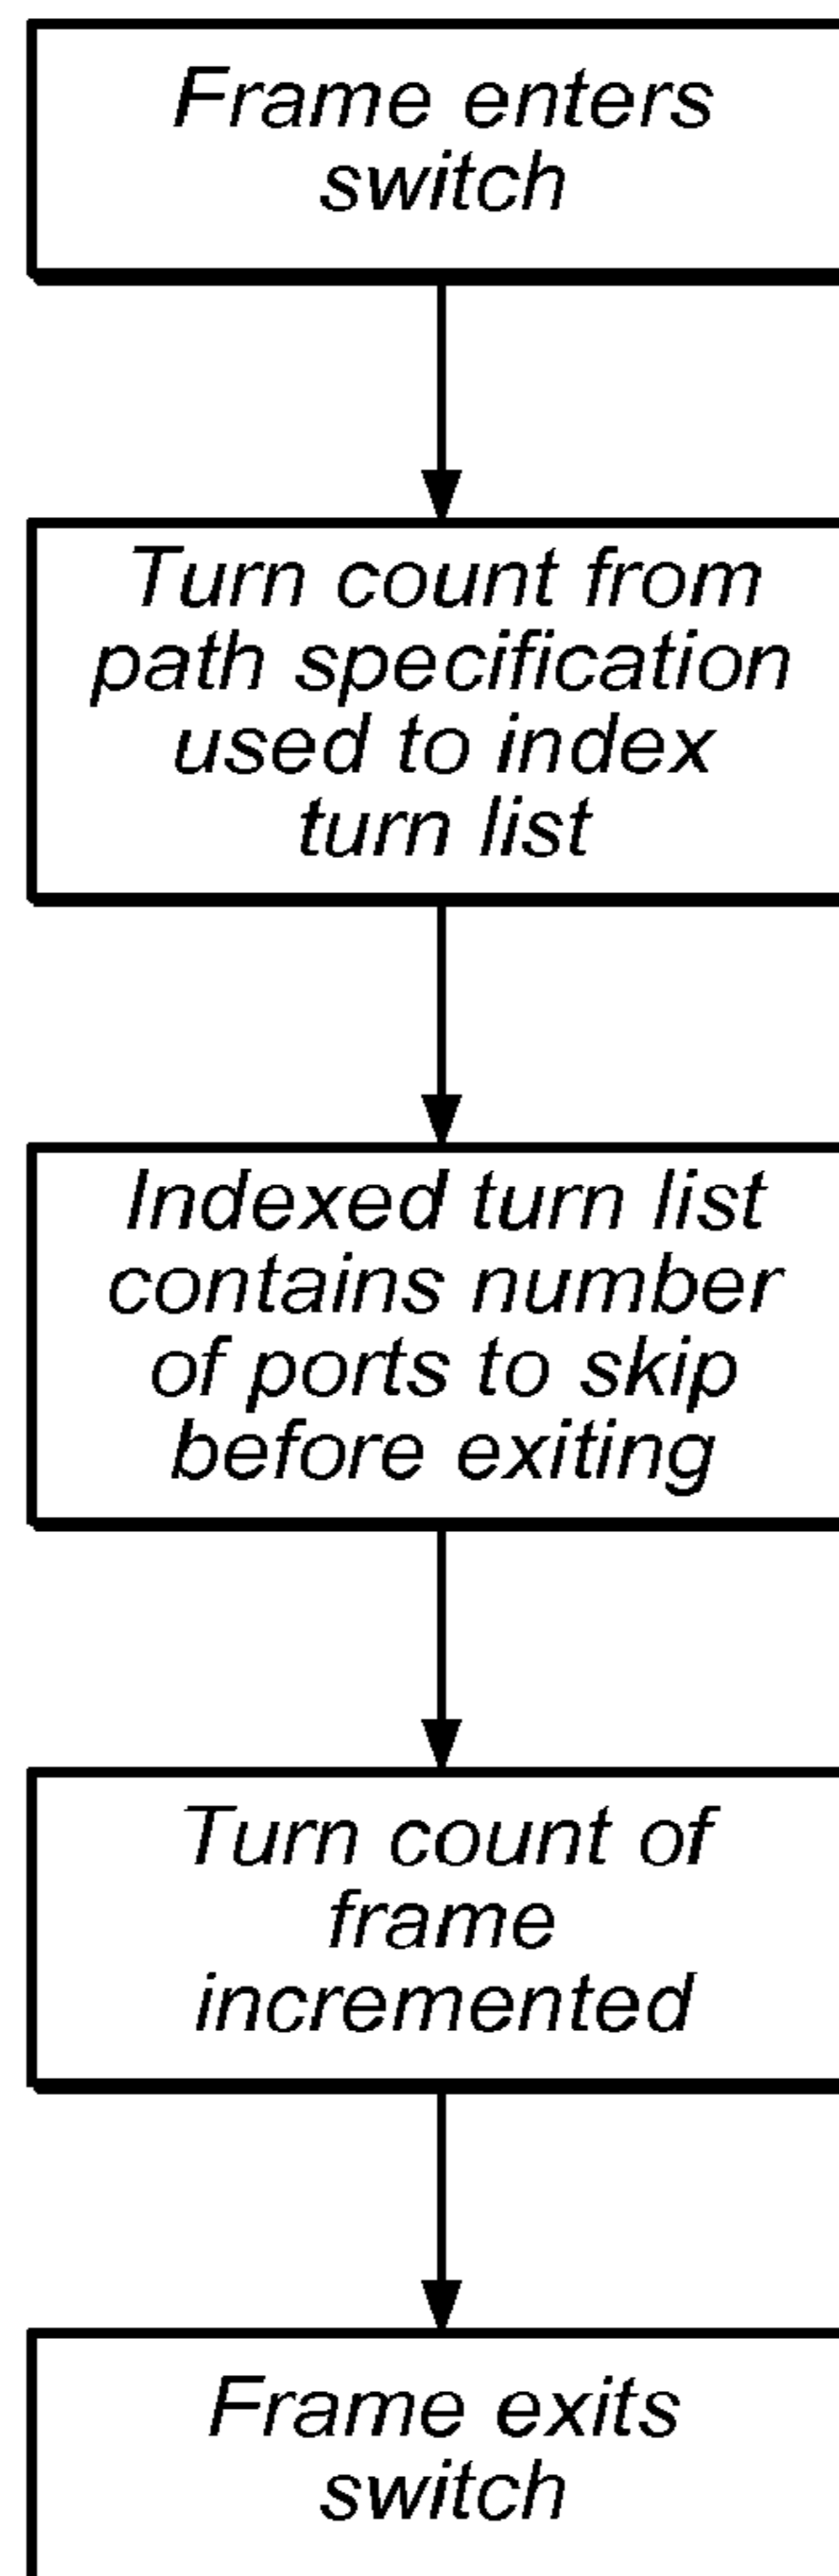 Frame enters
switch
Turn count from
path specification
used to index
turn list
Indexed turn list
contains number
of ports to skip
before exiting
Turn count of
frame
incremented
Frame exits
switch